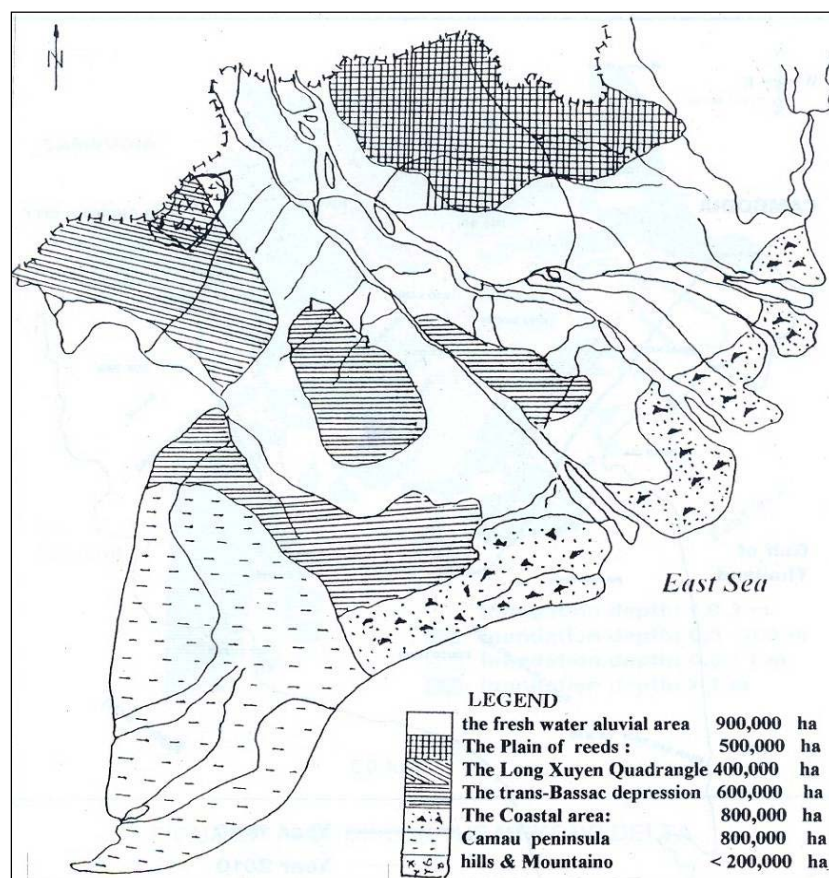 N
East Sea
LEGEND
the fresh water aluvial area 900,000 ha
The Plain of reeds : 500,000 ha
The Long Xuyen Quadrangle 400,000 ha
The trans-Bassac depression 600,000 ha
The Coastal area: 800,000 ha
Camau peninsula 800,000 ha
hills & Mountaino < 200,000 ha